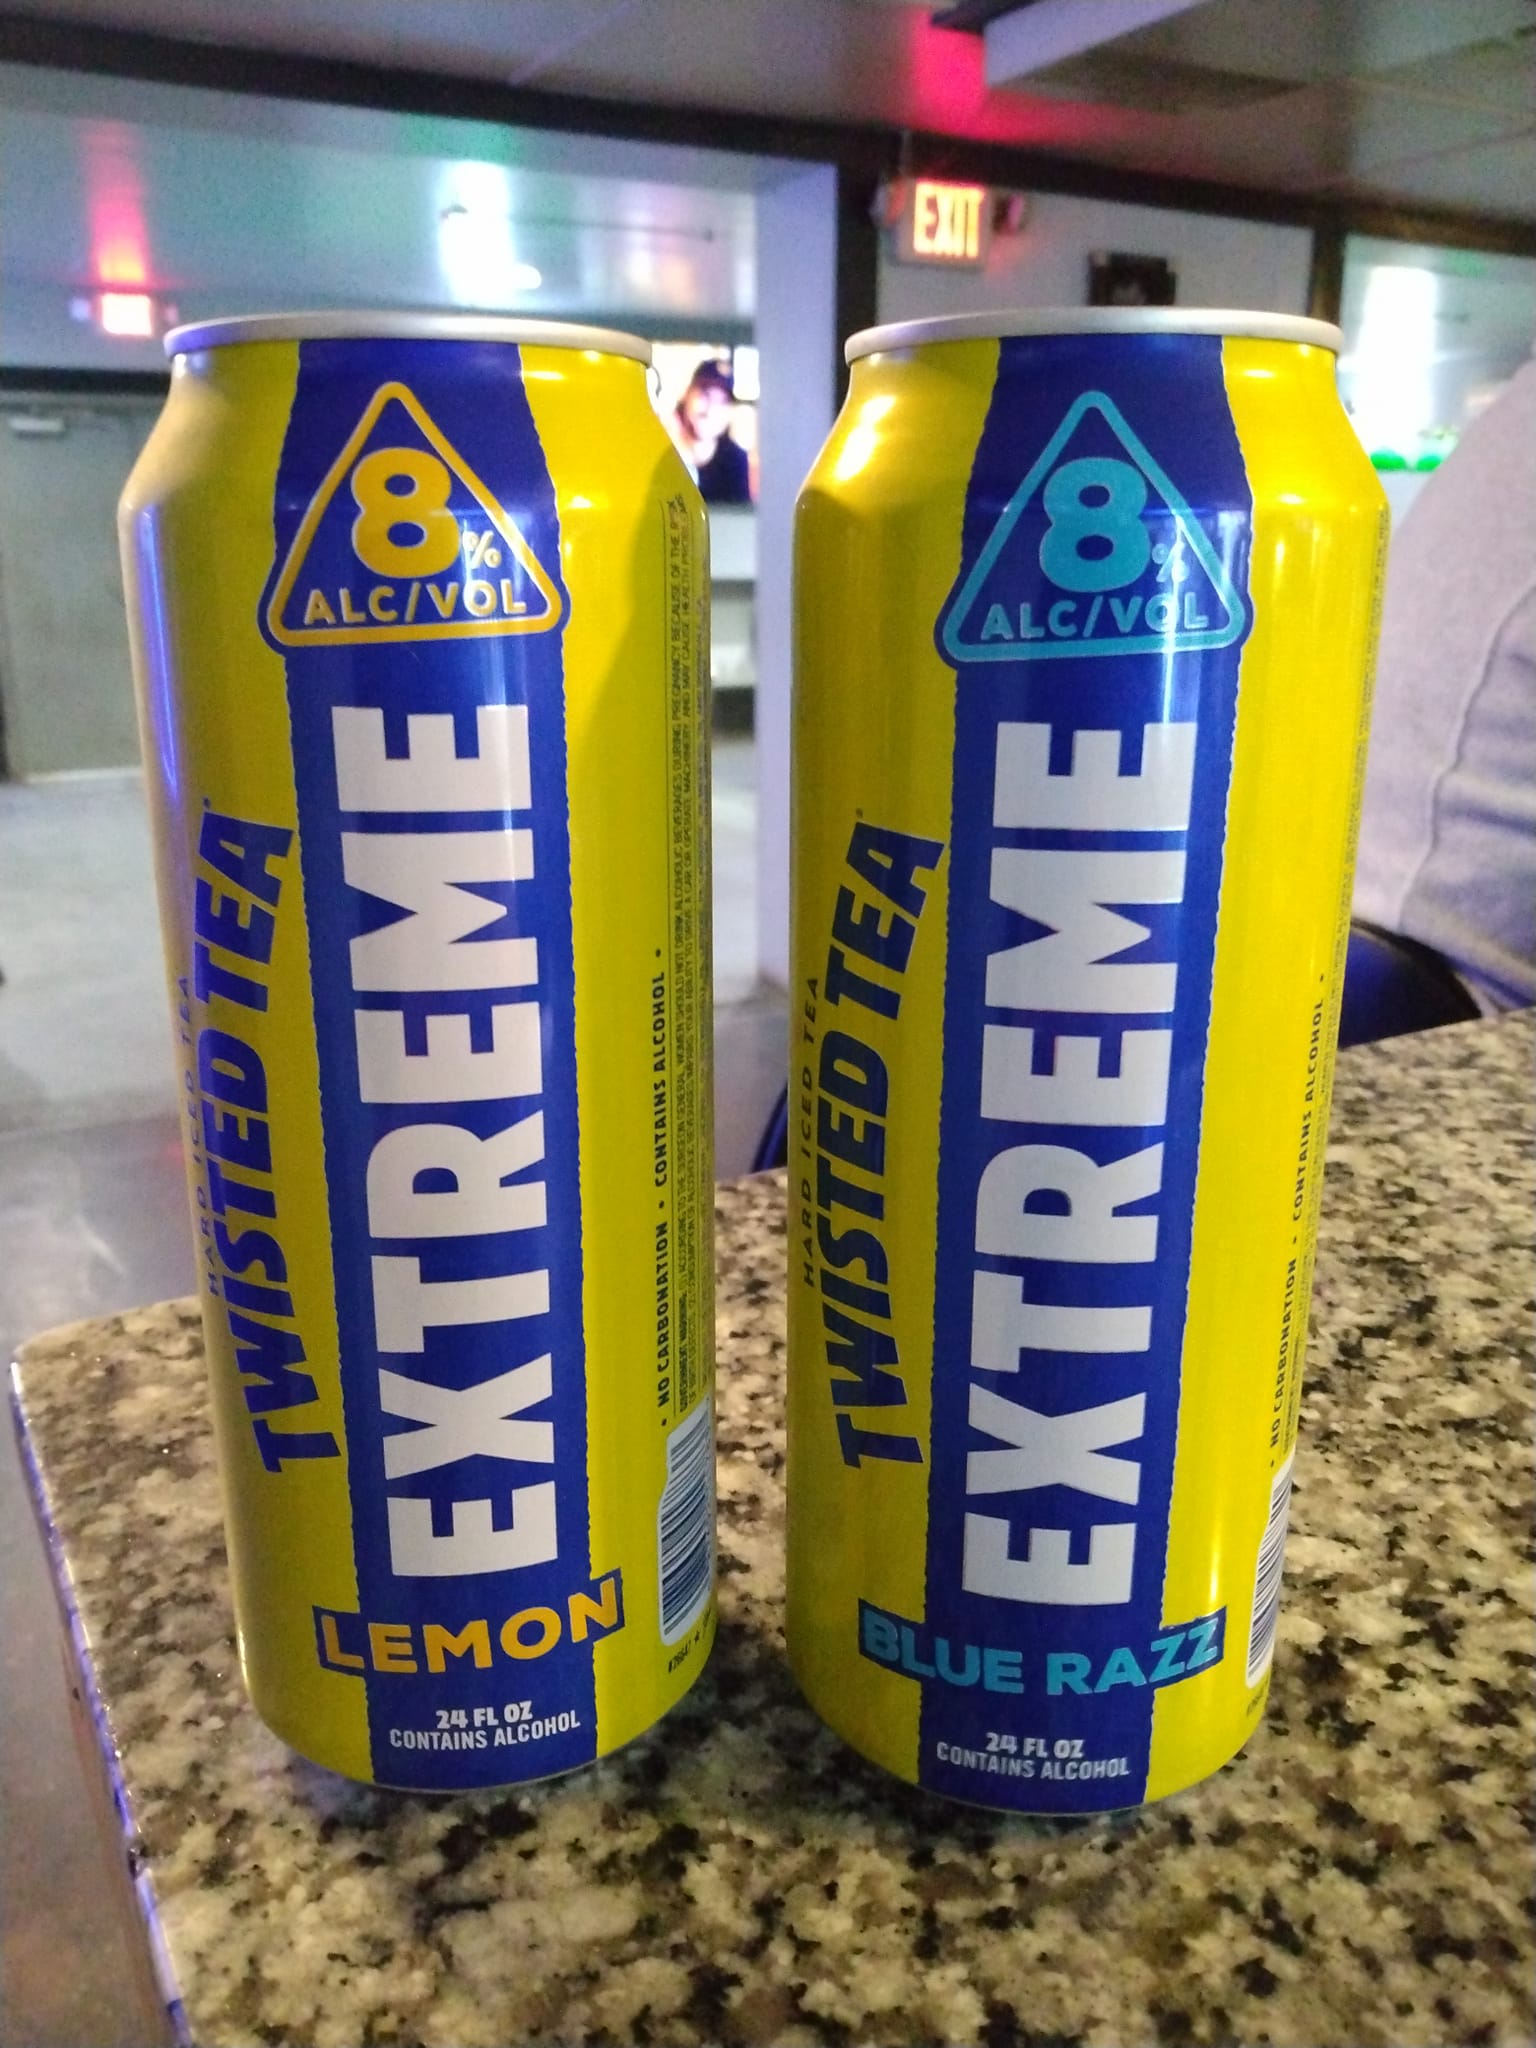 EXIT
8%
ALC/VOL
HARD ICED TEA
TWISTED TEA
EXTREME
LEMON
24 FL OZ
CONTAINS ALCOHOL
• NO CARBONATION • CONTAINS ALCOHOL •
8%
ALC/VOL
HARD ICED TEA
TWISTED TEA
EXTREME
BLUE RAZZ
24 FL OZ
CONTAINS ALCOHOL
• NO CARBONATION • CONTAINS ALCOHOL •